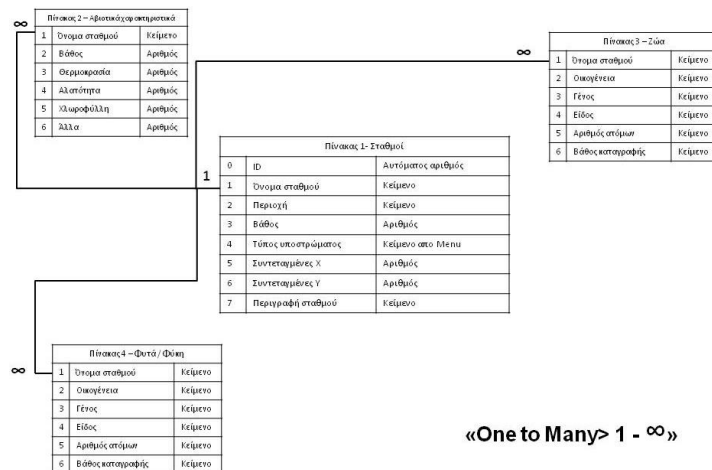 ∞
Πίνακας 2 – Αβιοτικά χαρακτηριστικά
1 Όνομα σταθμού Κείμενο
2 Βάθος Αριθμός
3 Θερμοκρασία Αριθμός
4 Αλατότητα Αριθμός
5 Χλωροφύλλη Αριθμός
6 Άλλα Αριθμός
∞
Πίνακας 3 – Ζώα
1 Όνομα σταθμού Κείμενο
2 Οικογένεια Κείμενο
3 Γένος Κείμενο
4 Είδος Κείμενο
5 Αριθμός ατόμων Κείμενο
6 Βάθος καταγραφής Κείμενο
1
Πίνακας 1- Σταθμοί
0 ID Αυτόματος αριθμός
1 Όνομα σταθμού Κείμενο
2 Περιοχή Κείμενο
3 Βάθος Αριθμός
4 Τύπος υποστρώματος Κείμενο απο Menu
5 Συντεταγμένες Χ Αριθμός
6 Συντεταγμένες Υ Αριθμός
7 Περιγραφή σταθμού Κείμενο
∞
Πίνακας 4 – Φυτά / Φύκη
1 Όνομα σταθμού Κείμενο
2 Οικογένεια Κείμενο
3 Γένος Κείμενο
4 Είδος Κείμενο
5 Αριθμός ατόμων Κείμενο
6 Βάθος καταγραφής Κείμενο
«One to Many> 1 - ∞»